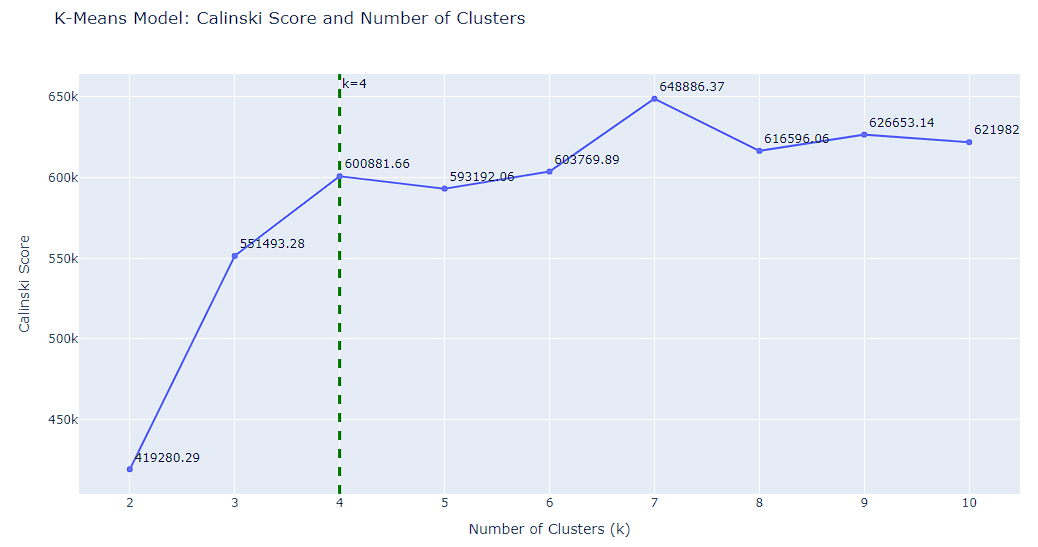 K-Means Model: Calinski Score and Number of Clusters
k=4
650k
600k
550k
500k
450k
Calinski Score
419280.29
551493.28
600881.66
593192.06
603769.89
648886.37
616596.06
626653.14
621982
2 3 4 5 6 7 8 9 10
Number of Clusters (k)